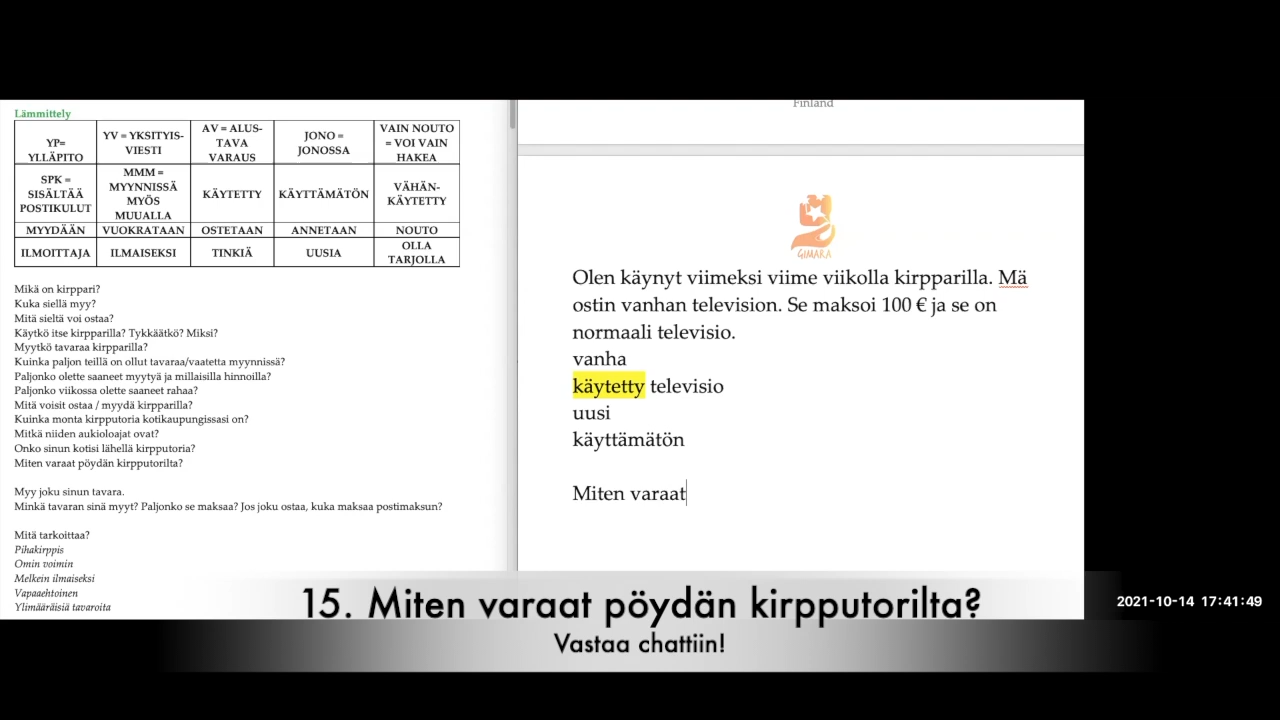 Lämmittely
YP= YLLÄPITO
YV = YKSITYIS-VIESTI
AV = ALUS-TAVA VARAUS
JONO = JONOSSA
VAIN NOUTO = VOI VAIN HAKEA
SPK = SISÄLTÄÄ POSTIKULUT
MMM = MYYNNISSÄ MYÖS MUUALLA
KÄYTETTY
KÄYTTÄMÄTÖN
VÄHÄN-KÄYTETTY
MYYDÄÄN
VUOKRATAAN
OSTETAAN
ANNETAAN
NOUTO
ILMOITTAJA
ILMAISEKSI
TINKIÄ
UUSIA
OLLA TARJOLLA
Mikä on kirppari?
Kuka siellä myy?
Mitä sieltä voi ostaa?
Käytkö itse kirpparilla? Tykkäätkö? Miksi?
Myytkö tavaraa kirpparilla?
Kuinka paljon teillä on ollut tavaraa/vaatetta myynnissä?
Paljonko olette saaneet myytyä ja millaisilla hinnoilla?
Paljonko viikossa olette saaneet rahaa?
Mitä voisit ostaa / myydä kirpparilla?
Kuinka monta kirpputoria kotikaupungissasi on?
Mitkä niiden aukioloajat ovat?
Onko sinun kotisi lähellä kirpputoria?
Miten varaat pöydän kirpputorilta?
Myy joku sinun tavara.
Minkä tavaran sinä myyt? Paljonko se maksaa? Jos joku ostaa, kuka maksaa postimaksun?
Mitä tarkoittaa?
Pihakirppis
Omin voimin
Melkein ilmaiseksi
Vapaaehtoinen
Ylimääräisiä tavaroita
Finland
GIMARA
Olen käynyt viimeksi viime viikolla kirpparilla. Mä
ostin vanhan television. Se maksoi 100 € ja se on
normaali televisio.
vanha
käytetty televisio
uusi
käyttämätön
Miten varaat
15. Miten varaat pöydän kirpputorilta?
Vastaa chattiin!
2021-10-14 17:41:49